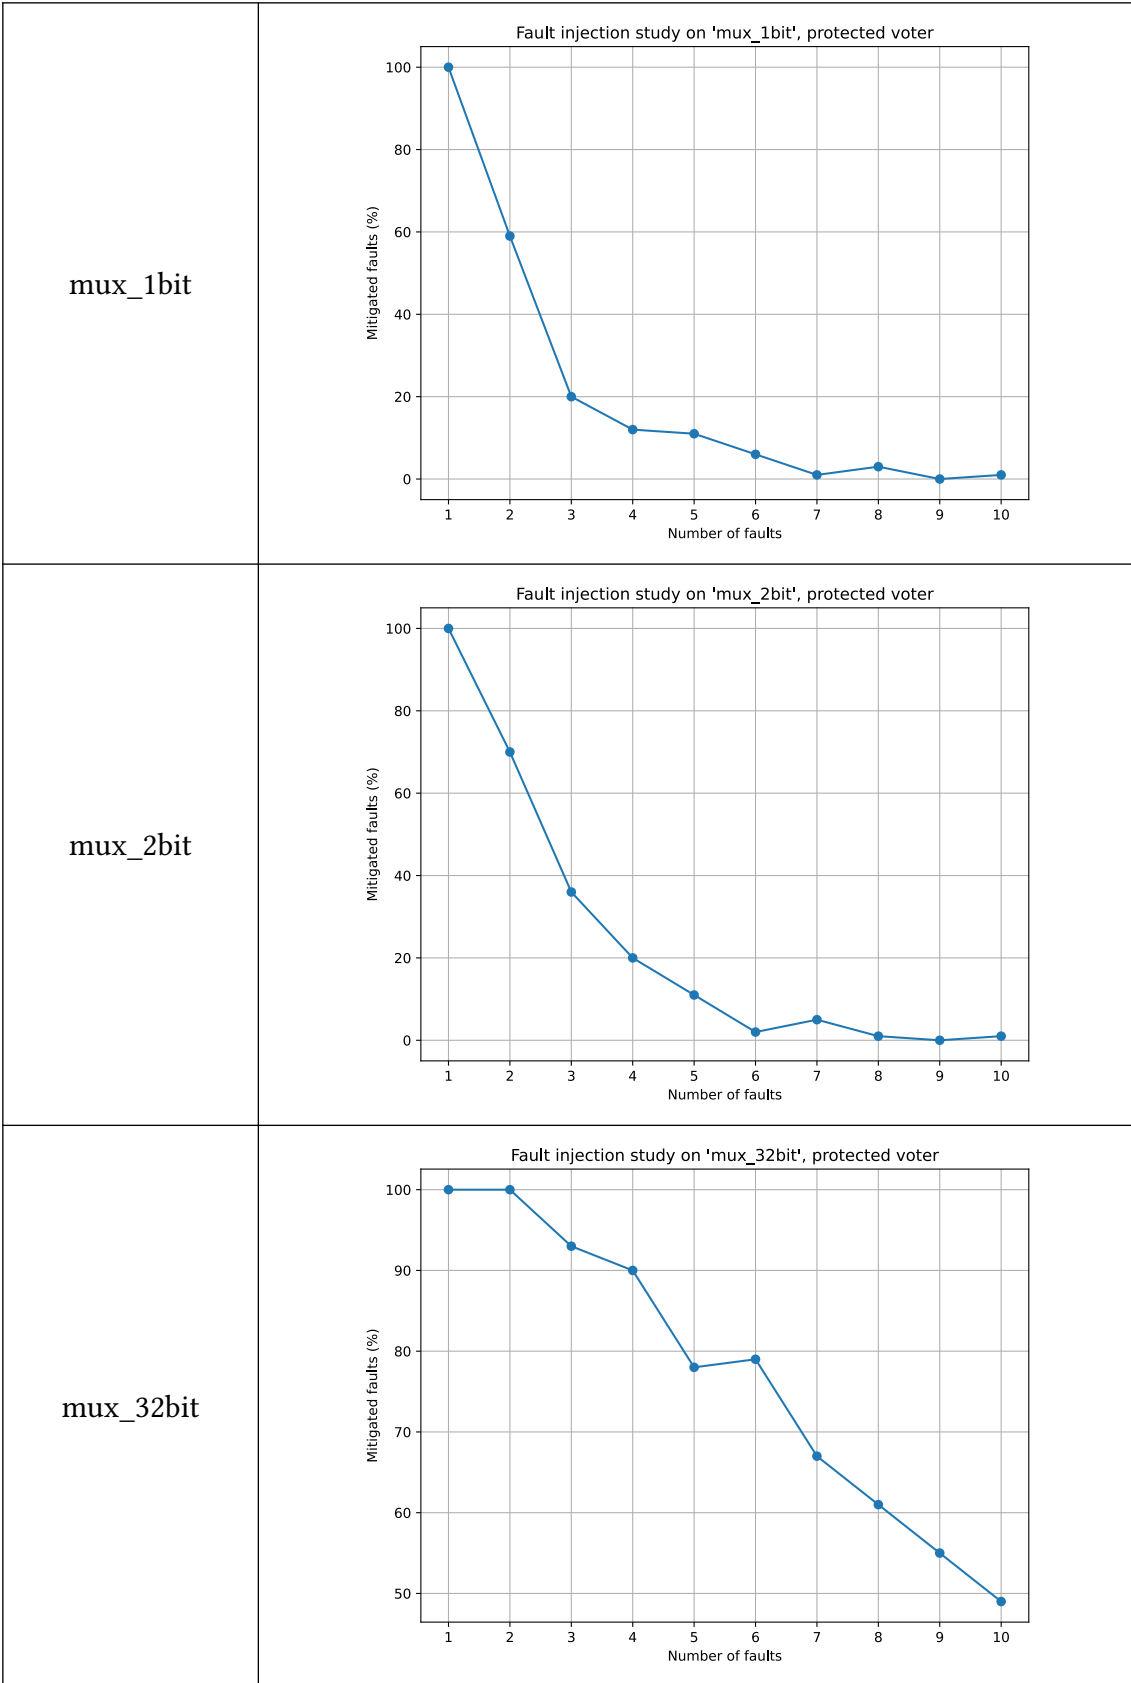 mux_1bit
Fault injection study on 'mux_1bit', protected voter
Mitigated faults (%)
100
80
60
40
20
0
1 2 3 4 5 6 7 8 9 10
Number of faults
mux_2bit
Fault injection study on 'mux_2bit', protected voter
Mitigated faults (%)
100
80
60
40
20
0
1 2 3 4 5 6 7 8 9 10
Number of faults
mux_32bit
Fault injection study on 'mux_32bit', protected voter
Mitigated faults (%)
100
90
80
70
60
50
1 2 3 4 5 6 7 8 9 10
Number of faults